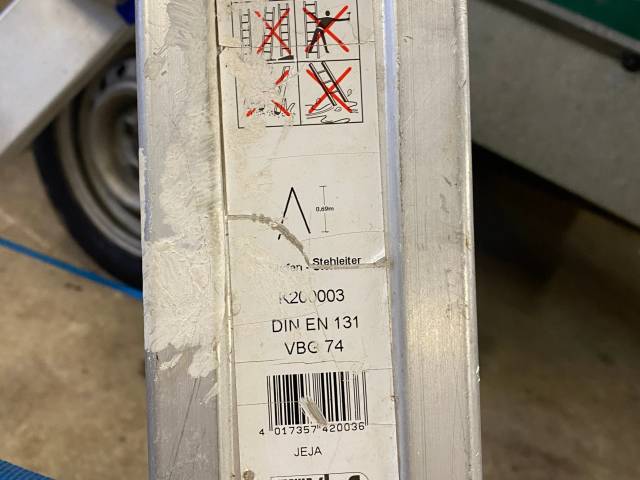 0.69m
- Stehleiter
K200003
DIN EN 131
VBG 74
4 017357 420036
JEJA